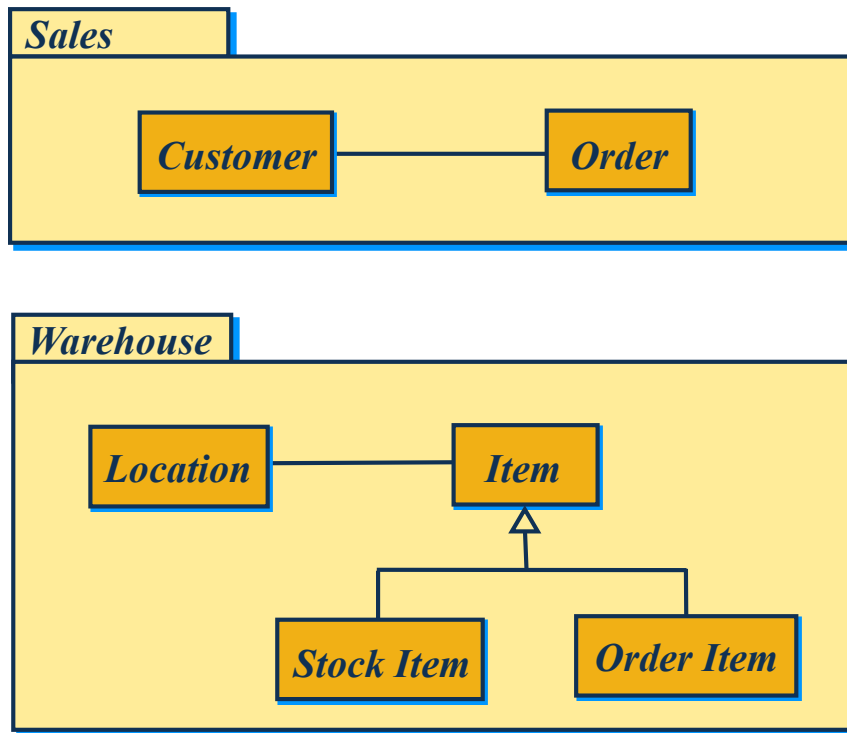 Sales
Customer
Order
Warehouse
Location
Item
Stock Item
Order Item